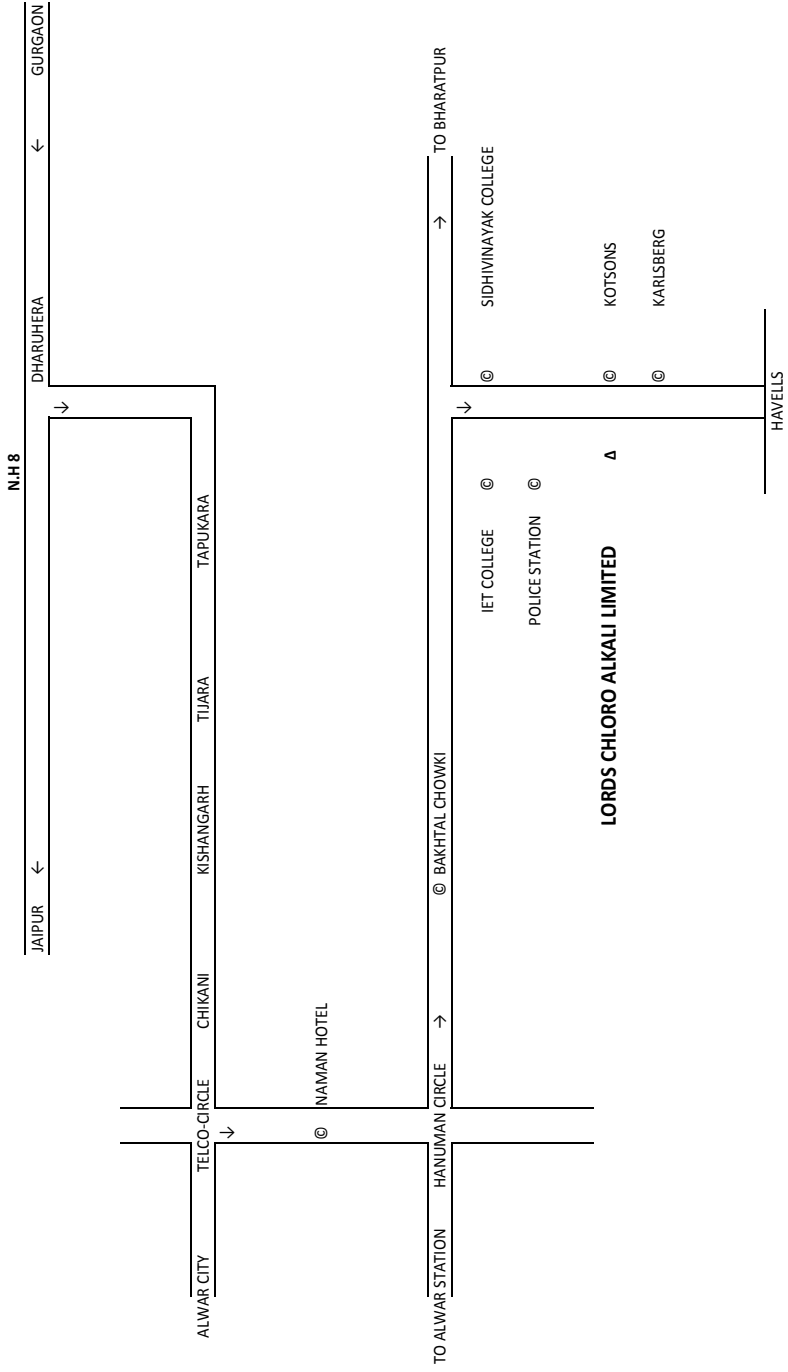 N.H 8
JAIPUR DHARUHERA GURGAON
ALWAR CITY TELCO-CIRCLE CHIKANI KISHANGARH TIJARA TAPUKARA
© NAMAN HOTEL
TO ALWAR STATION HANUMAN CIRCLE © BAKHTAL CHOWKI TO BHARATPUR
IET COLLEGE © © SIDHIVINAYAK COLLEGE
POLICE STATION ©
LORDS CHLORO ALKALI LIMITED Δ © KOTSONS
© KARLSBERG
HAVELLS